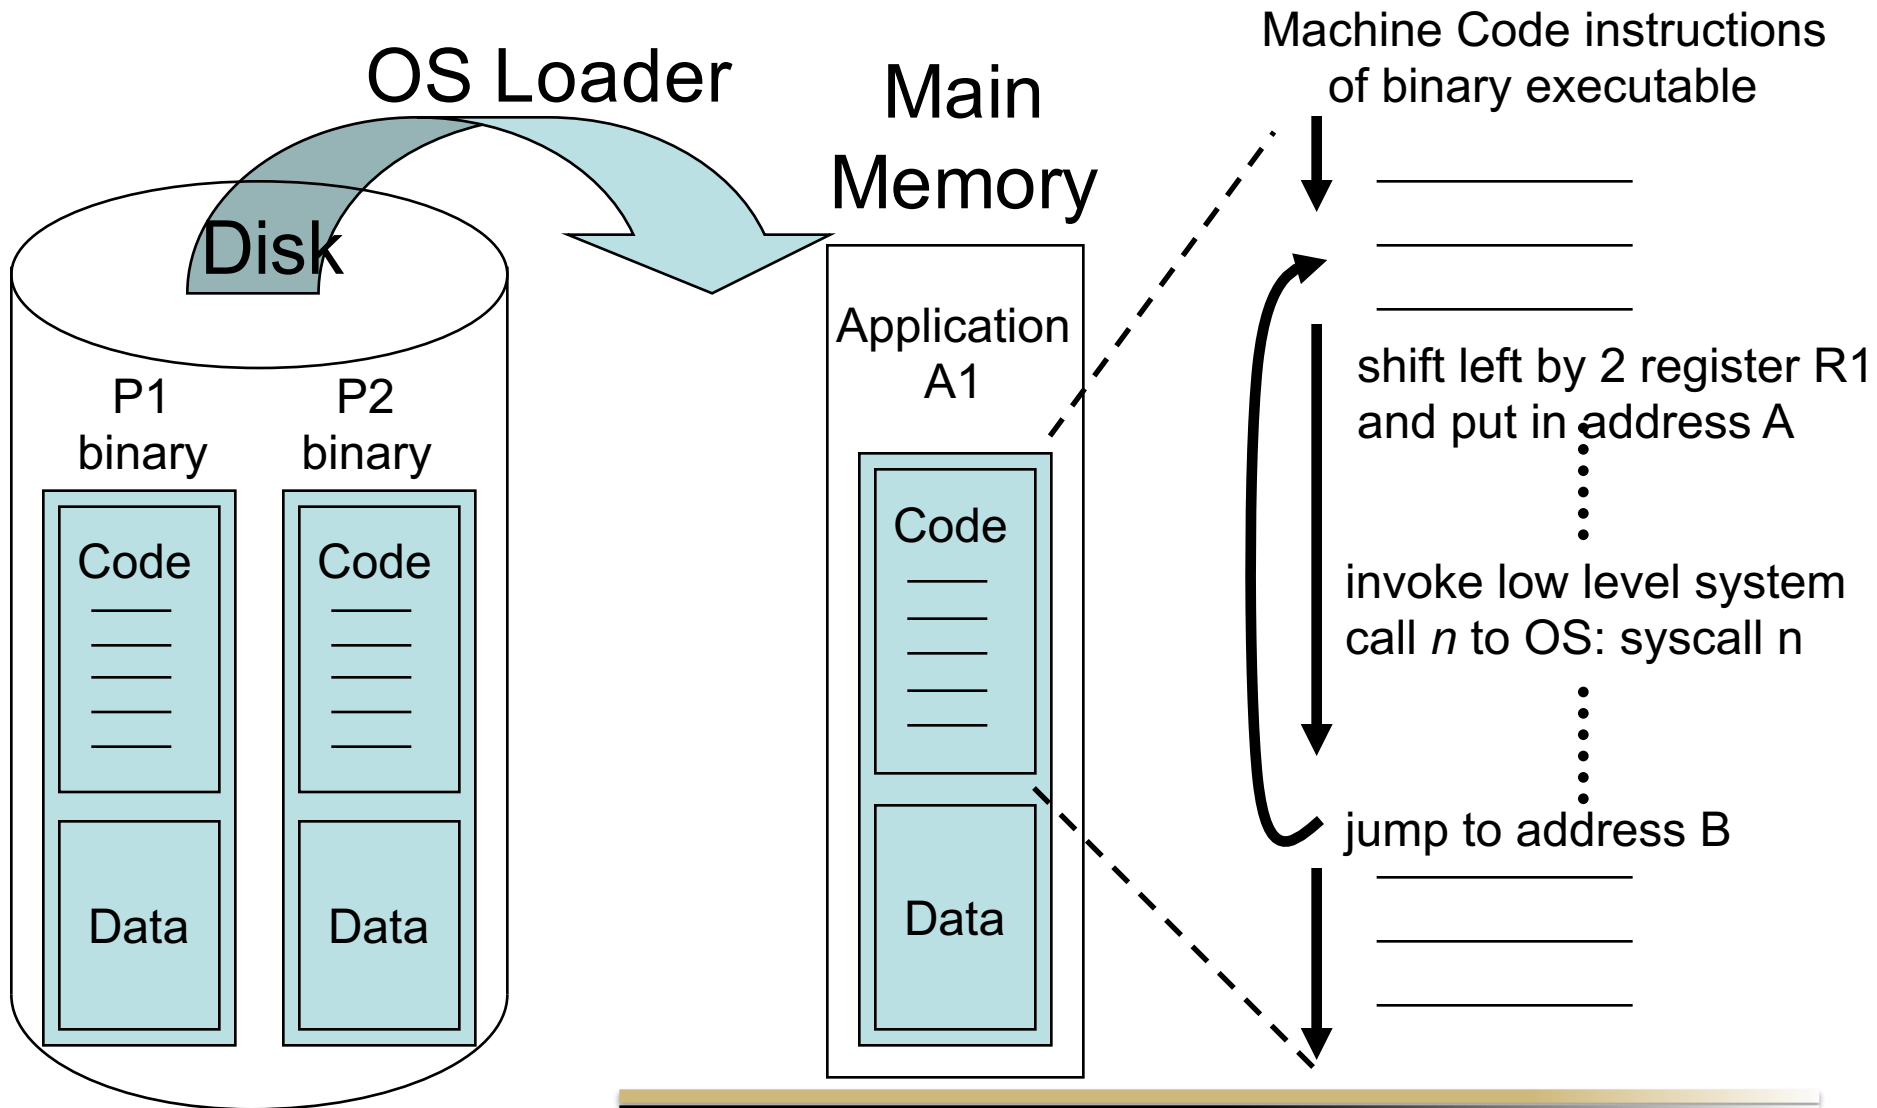 OS Loader
Disk
P1
binary
Code
Data
P2
binary
Code
Data
Main
Memory
Application
A1
Code
Data
Machine Code instructions
of binary executable
shift left by 2 register R1
and put in address A
invoke low level system
call n to OS: syscall n
jump to address B